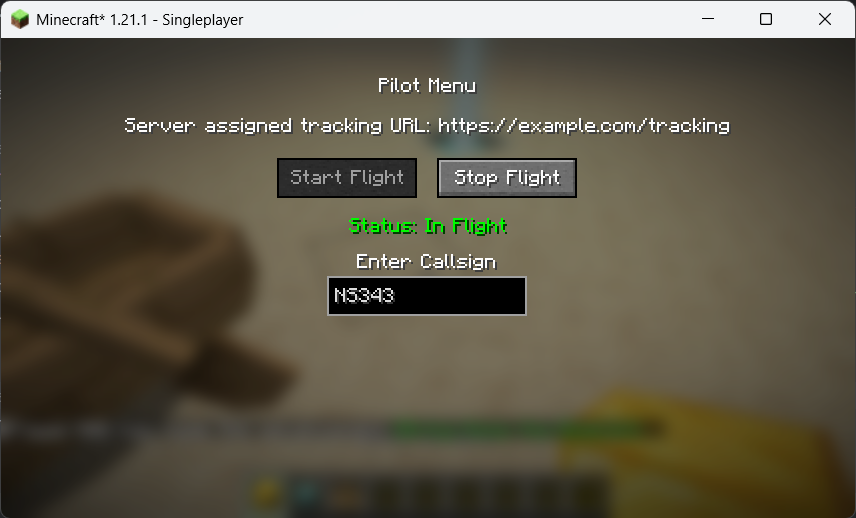 Minecraft* 1.21.1 - Singleplayer
Pilot Menu
Server assigned tracking URL: https://example.com/tracking
Start Flight Stop Flight
Status: In Flight
Enter Callsign
N5343